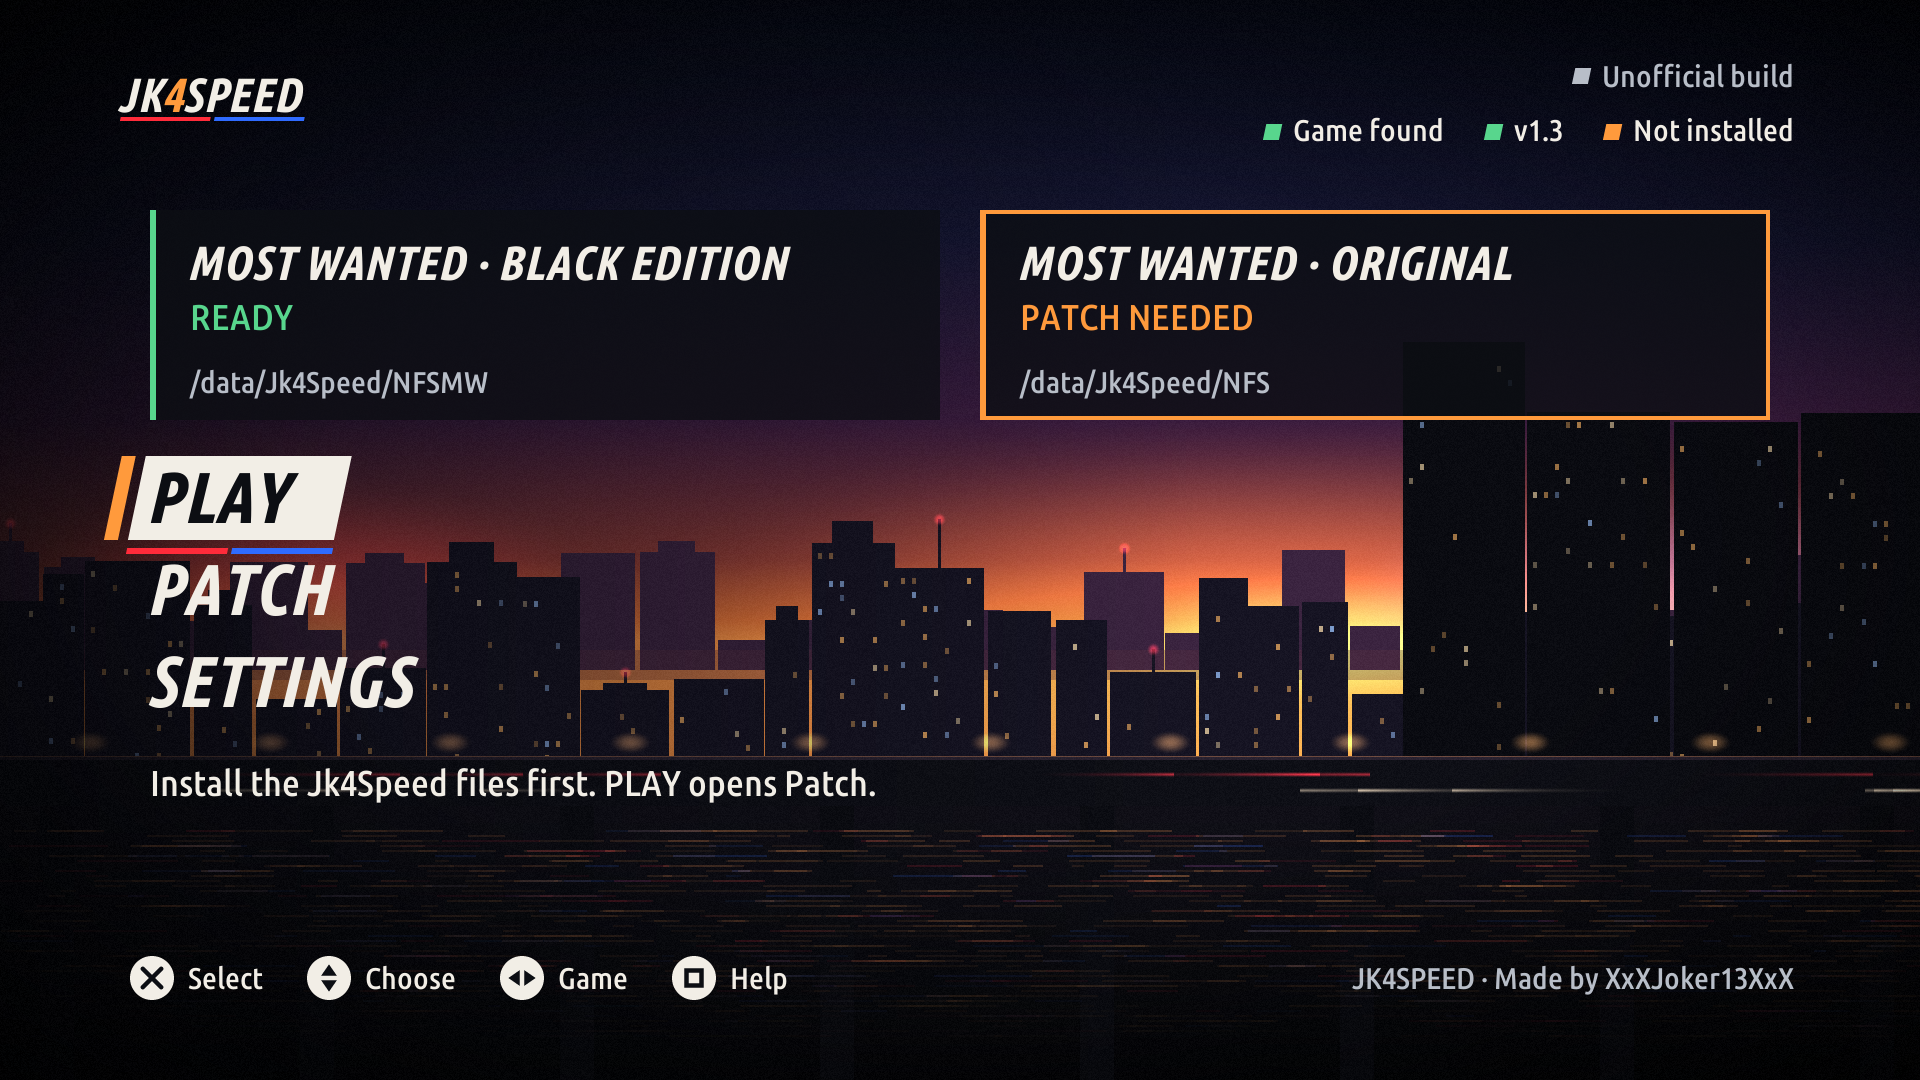 JK4SPEED
Unofficial build
Game found v1.3 Not installed
MOST WANTED · BLACK EDITION
READY
/data/Jk4Speed/NFSMW
MOST WANTED · ORIGINAL
PATCH NEEDED
/data/Jk4Speed/NFS
PLAY
PATCH
SETTINGS
Install the Jk4Speed files first. PLAY opens Patch.
Select Choose Game Help
JK4SPEED · Made by XxXJoker13XxX